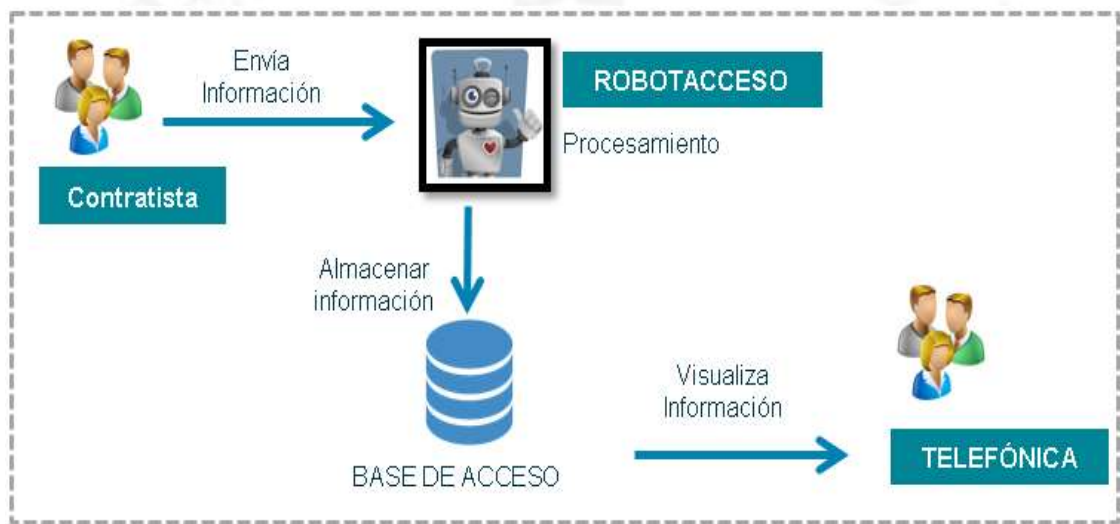 Envía
Información
ROBOTACCESO
Procesamiento
Contratista
Almacenar
información
Visualiza
Información
BASE DE ACCESO
TELEFÓNICA